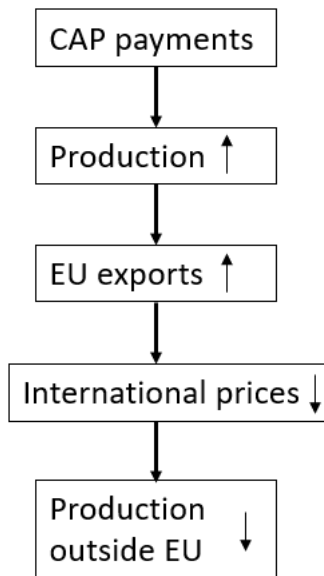 CAP payments
Production
EU exports
International prices
Production
outside EU